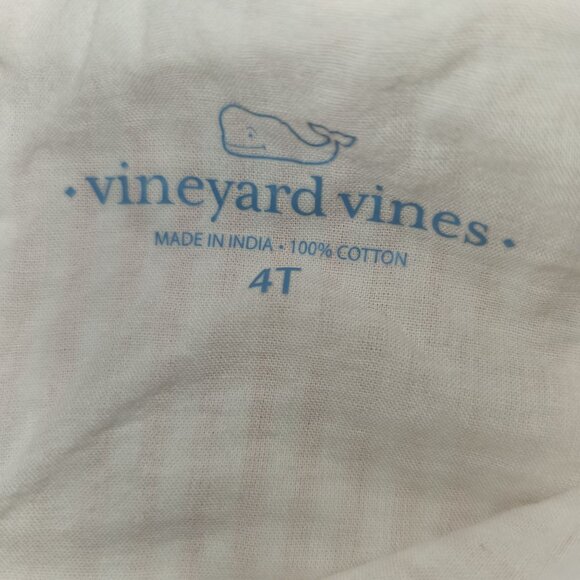 • vineyard vines •
MADE IN INDIA • 100% COTTON
4T